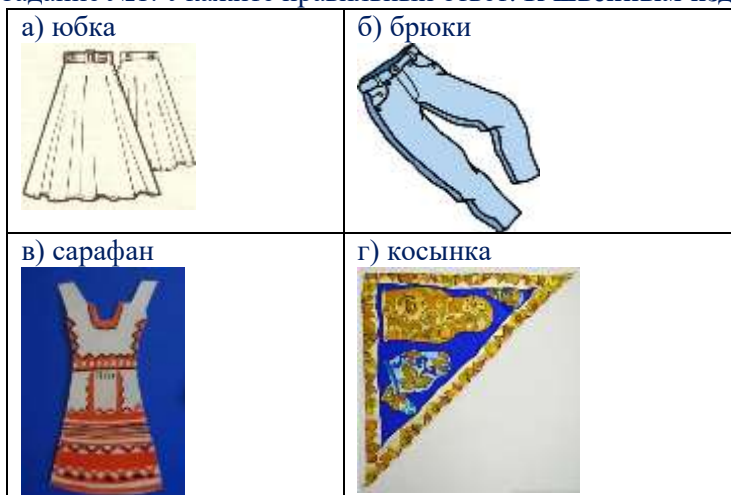 а) юбка
б) брюки
в) сарафан
г) косынка